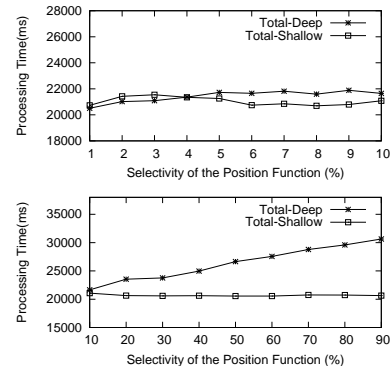 28000
26000
24000
22000
20000
18000
Processing Time(ms)
Total-Deep
Total-Shallow
1 2 3 4 5 6 7 8 9 10
Selectivity of the Position Function (%)
35000
30000
25000
20000
15000
Processing Time(ms)
Total-Deep
Total-Shallow
10 20 30 40 50 60 70 80 90
Selectivity of the Position Function (%)